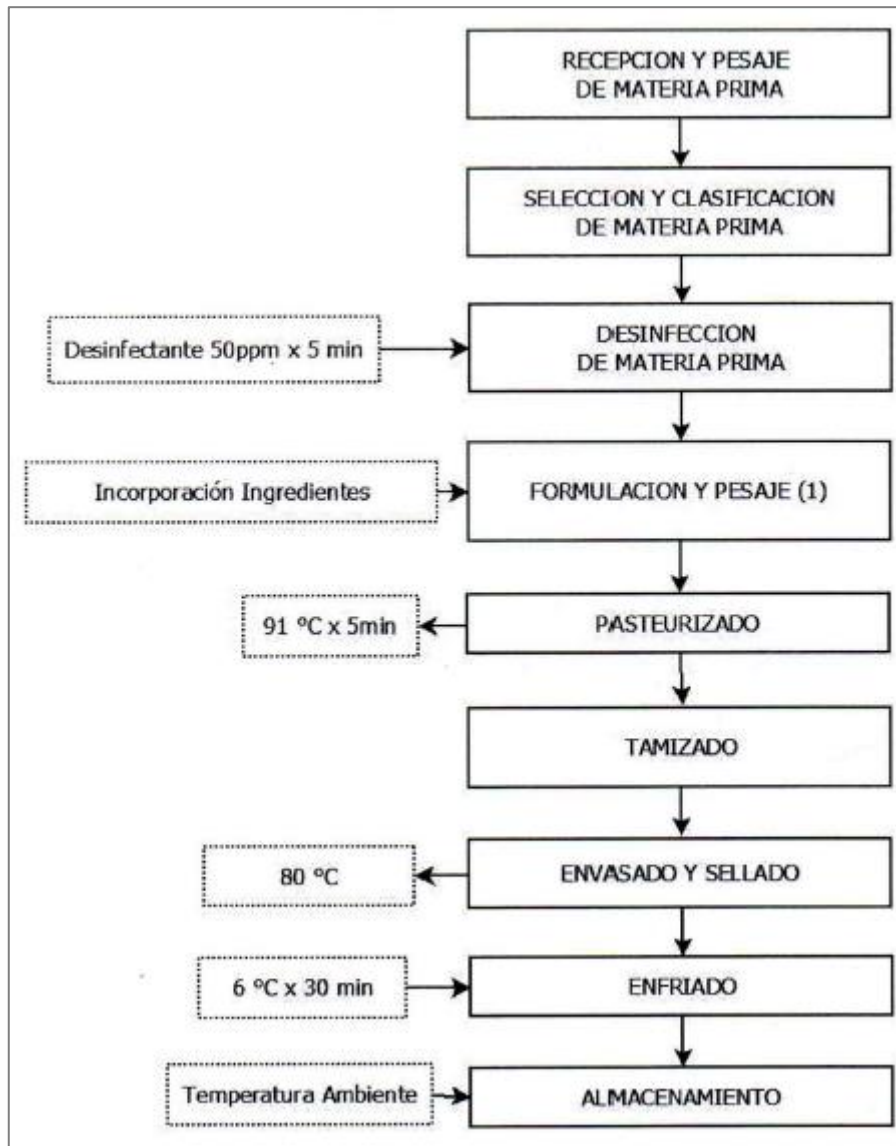 RECEPCION Y PESAJE
DE MATERIA PRIMA
SELECCION Y CLASIFICACION
DE MATERIA PRIMA
Desinfectante 50ppm x 5 min
DESINFECCION
DE MATERIA PRIMA
Incorporación Ingredientes
FORMULACION Y PESAJE (1)
91 °C x 5min
PASTEURIZADO
TAMIZADO
80 °C
ENVASADO Y SELLADO
6 °C x 30 min
ENFRIADO
Temperatura Ambiente
ALMACENAMIENTO